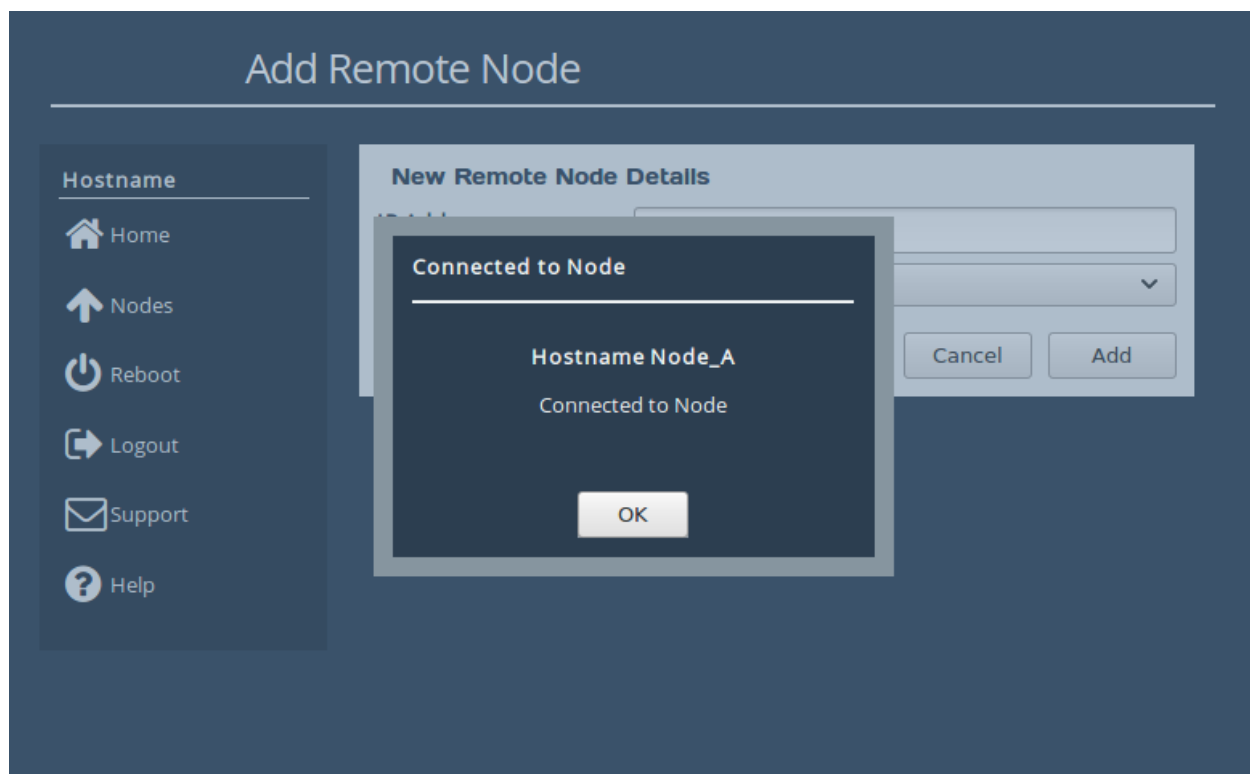 Add Remote Node
Hostname
Home
Nodes
Reboot
Logout
Support
Help
New Remote Node Details
Connected to Node
Hostname Node_A
Connected to Node
OK
Cancel
Add